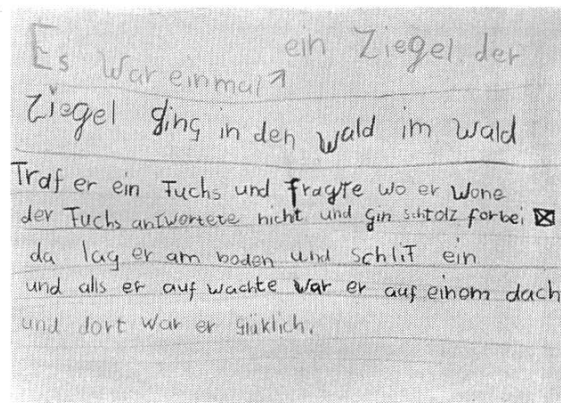 Es War einmal ein Ziegel der
Ziegel ging in den wald im wald
Traf er ein Fuchs und fragte wo er wone
der Fuchs antwortete nicht und gin schtolz forbei
da lag er am boden und schlif ein
und als er auf wachte war er auf einom dach
und dort war er glüklich.